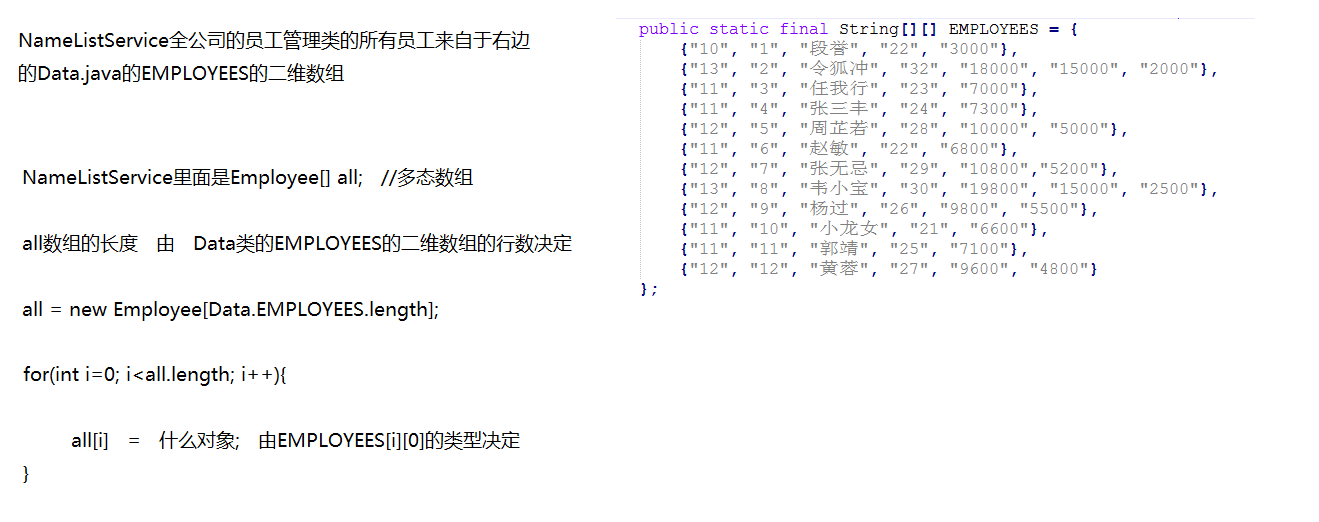 NameListService全公司的员工管理类的所有员工来自于右边
的Data.java的EMPLOYEES的二维数组
NameListService里面是Employee[] all; //多态数组
all数组的长度 由 Data类的EMPLOYEES的二维数组的行数决定
all = new Employee[Data.EMPLOYEES.length];
for(int i=0; i<all.length; i++){
all[i] = 什么对象; 由EMPLOYEES[i][0]的类型决定
}
public static final String[][] EMPLOYEES = {
{"10", "1", "段誉", "22", "3000"},
{"13", "2", "令狐冲", "32", "18000", "15000", "2000"},
{"11", "3", "任我行", "23", "7000"},
{"11", "4", "张三丰", "24", "7300"},
{"12", "5", "周芷若", "28", "10000", "5000"},
{"11", "6", "赵敏", "22", "6800"},
{"12", "7", "张无忌", "29", "10800","5200"},
{"13", "8", "韦小宝", "30", "19800", "15000", "2500"},
{"12", "9", "杨过", "26", "9800", "5500"},
{"11", "10", "小龙女", "21", "6600"},
{"11", "11", "郭靖", "25", "7100"},
{"12", "12", "黄蓉", "27", "9600", "4800"}
};